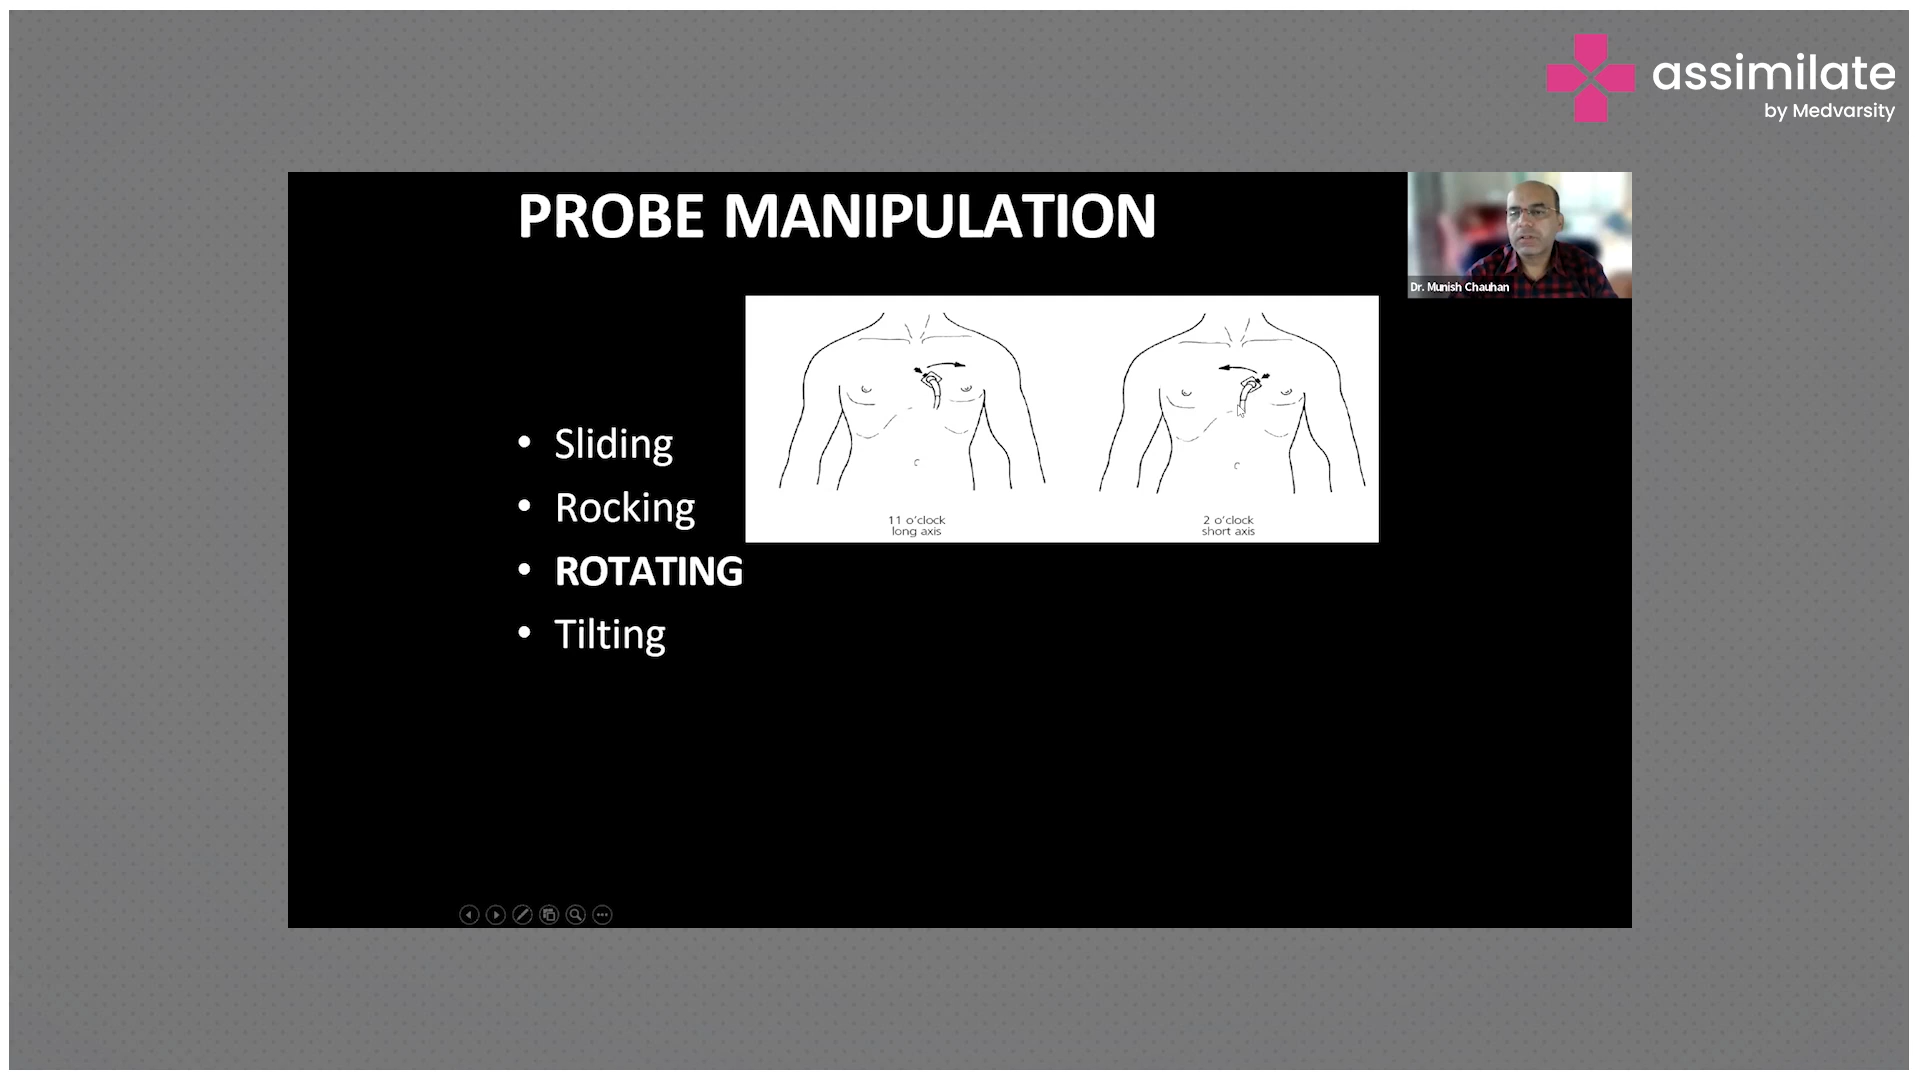 assimilate
by Medvarsity
PROBE MANIPULATION
Dr. Munish Chauhan
• Sliding
• Rocking
• ROTATING
• Tilting
11 o'clock
long axis
2 o'clock
short axis